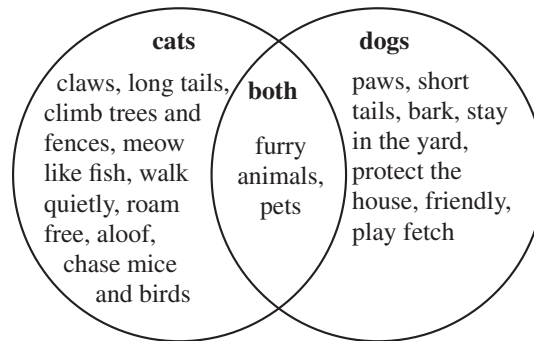 cats
claws, long tails,
climb trees and
fences, meow
like fish, walk
quietly, roam
free, aloof,
chase mice
and birds
both
furry
animals,
pets
dogs
paws, short
tails, bark, stay
in the yard,
protect the
house, friendly,
play fetch